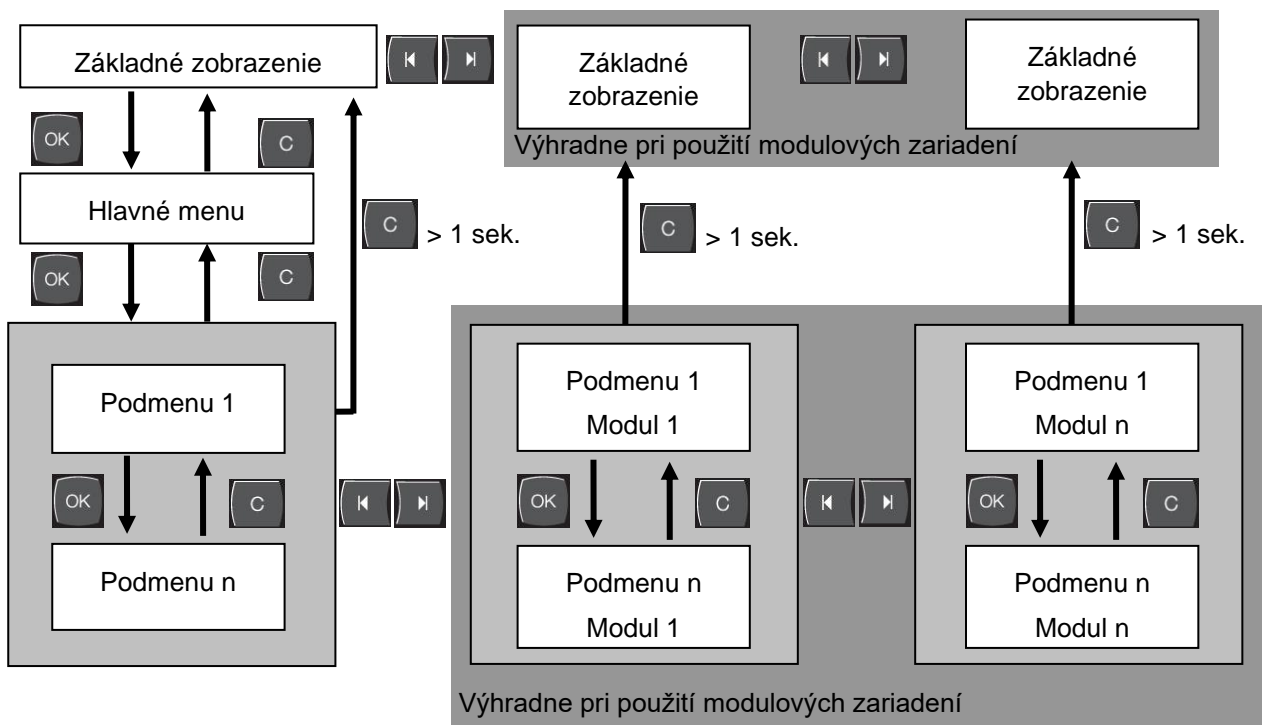 Základné zobrazenie
Základné
zobrazenie
Základné
zobrazenie
Výhradne pri použití modulových zariadení
OK
C
Hlavné menu
C > 1 sek.
C > 1 sek.
C > 1 sek.
OK
C
Podmenu 1
OK
C
Podmenu n
Podmenu 1
Modul 1
OK
C
Podmenu n
Modul 1
Podmenu 1
Modul n
OK
C
Podmenu n
Modul n
Výhradne pri použití modulových zariadení